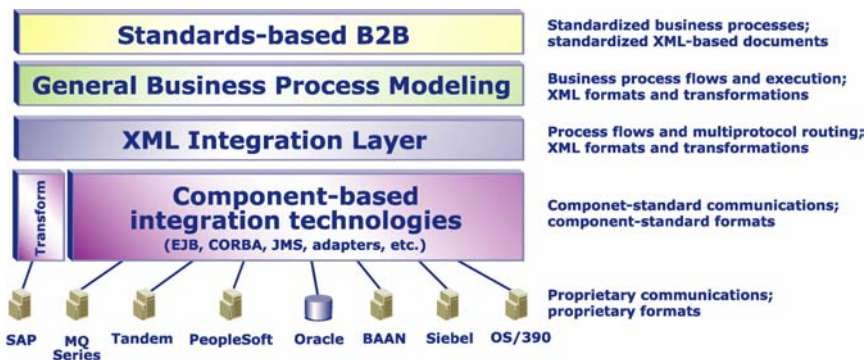 Standards-based B2B
Standardized business processes;
standardized XML-based documents
General Business Process Modeling
Business process flows and execution;
XML formats and transformations
XML Integration Layer
Process flows and multiprotocol routing;
XML formats and transformations
Transform
Component-based
integration technologies
(EJB, CORBA, JMS, adapters, etc.)
Componet-standard communications;
component-standard formats
Proprietary communications;
proprietary formats
SAP
MQ
Series
Tandem
PeopleSoft
Oracle
BAAN
Siebel
OS/390